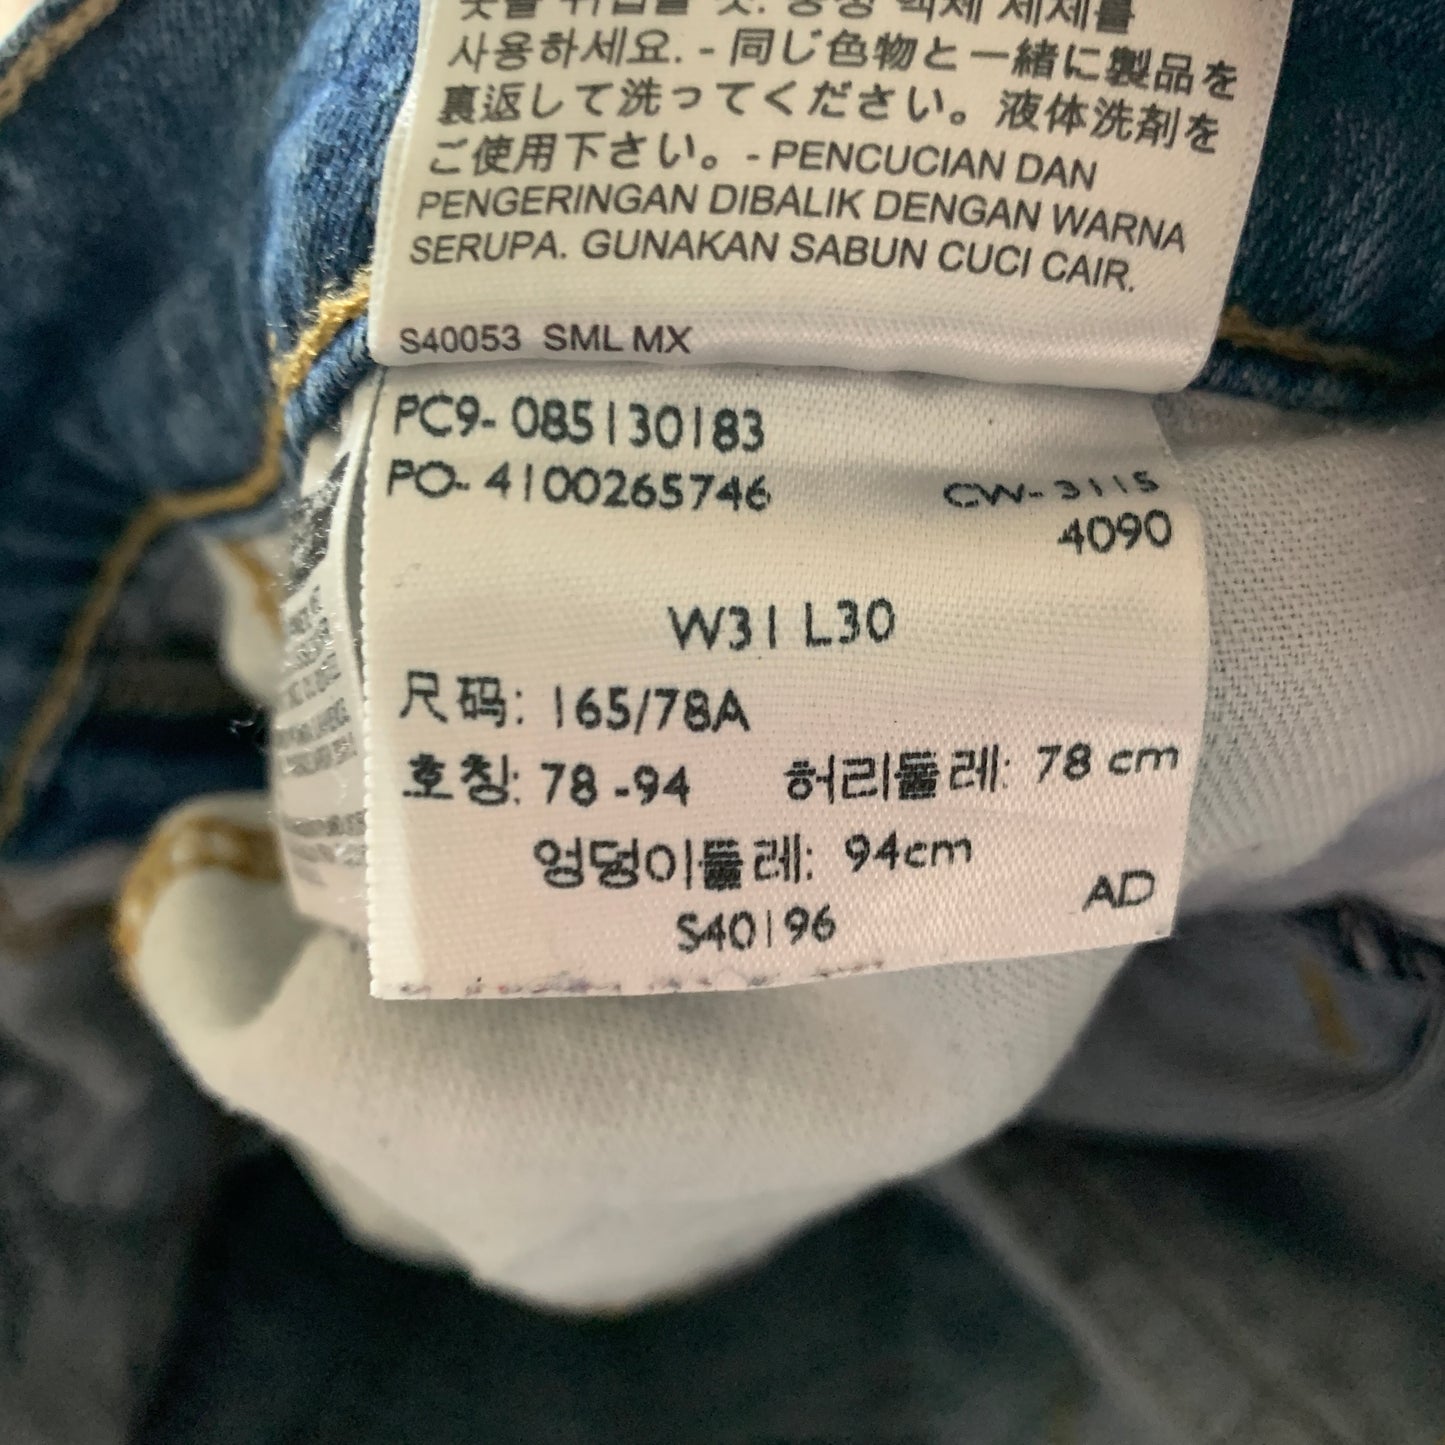 사용하세요. - 同じ色物と一緒に製品を
裏返して洗ってください。液体洗剤を
ご使用下さい。- PENCUCIAN DAN
PENGERINGAN DIBALIK DENGAN WARNA
SERUPA. GUNAKAN SABUN CUCI CAIR.
S40053 SML MX
PC9- 085130183
PO- 4100265746
CW-3115
4090
W31 L30
尺码: 165/78A
호칭: 78 -94 허리둘레: 78 cm
엉덩이둘레: 94cm
AD
S40196